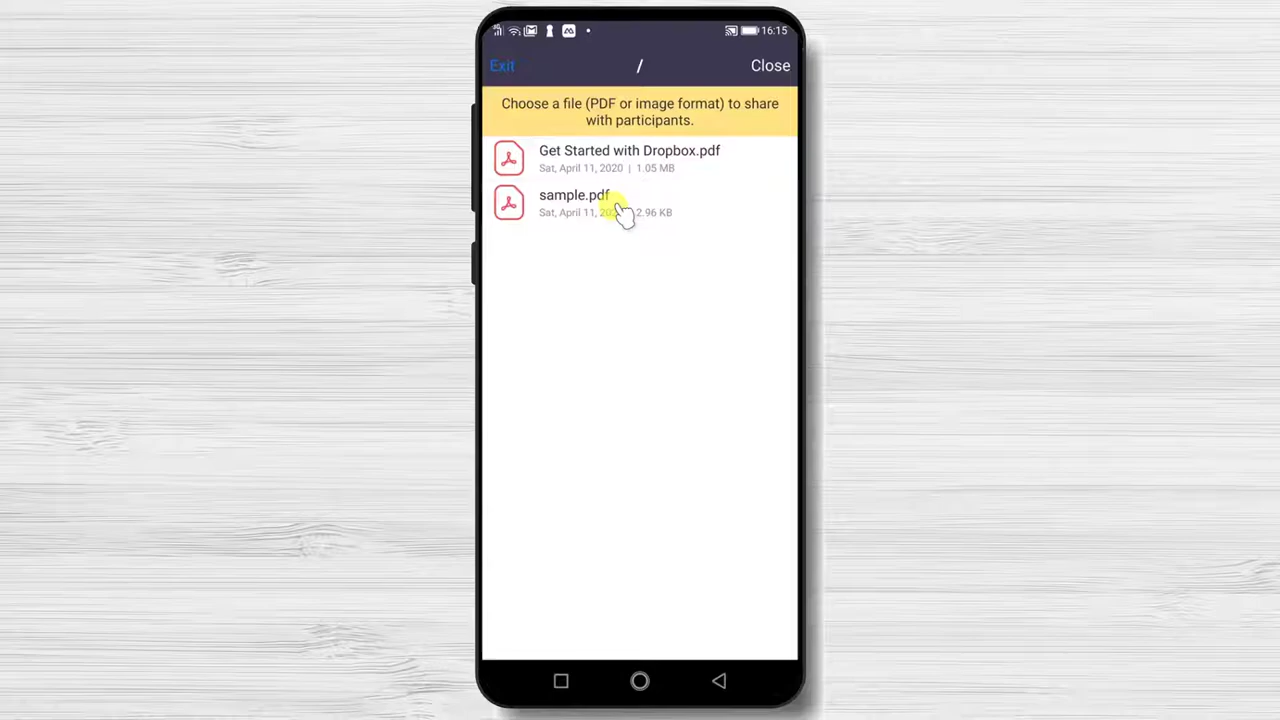 16:15
Exit / Close
Choose a file (PDF or image format) to share
with participants.
Get Started with Dropbox.pdf
Sat, April 11, 2020 | 1.05 MB
sample.pdf
Sat, April 11, 2.96 KB